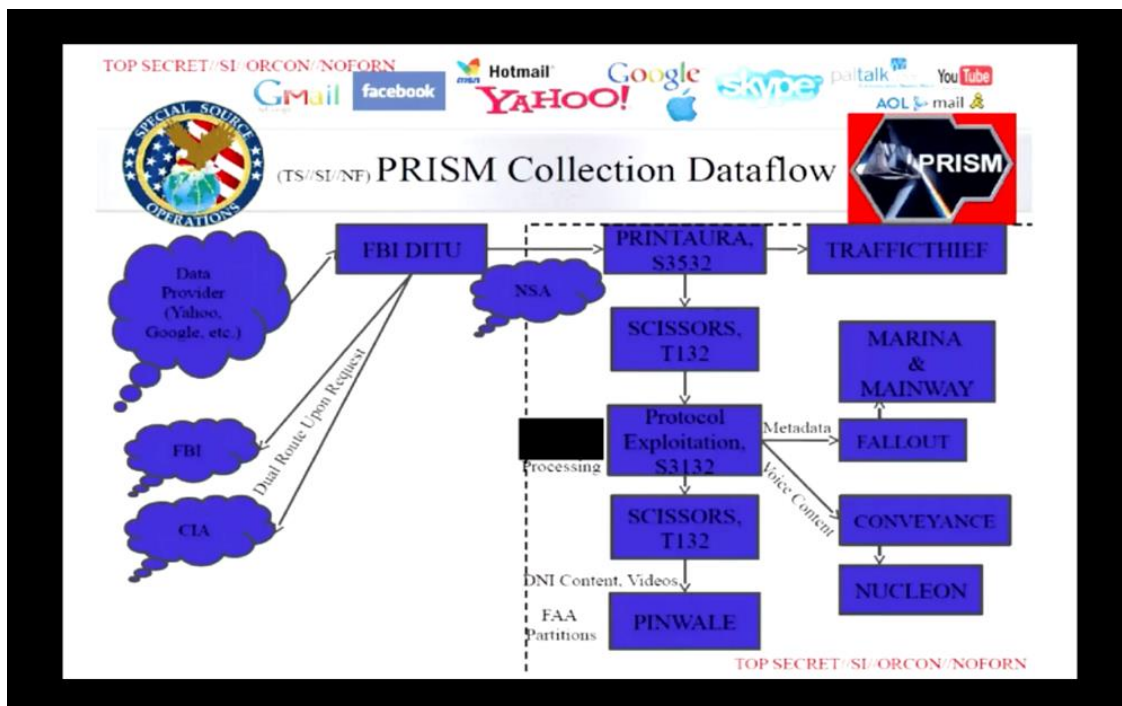 TOP SECRET//SI//ORCON//NOFORN
GMail
facebook
msn Hotmail
YAHOO!
Google
skype
paltalk
YouTube
AOL mail
SPECIAL SOURCE
OPERATIONS
(TS//SI//NF) PRISM Collection Dataflow
PRISM
Data
Provider
(Yahoo,
Google, etc.)
FBI DITU
NSA
PRINTAURA,
S3532
TRAFFICTHIEF
SCISSORS,
T132
MARINA
&
MAINWAY
FBI
CIA
Dual Route Upon Request
Processing
Protocol
Exploitation,
S3132
Metadata
FALLOUT
Voice Content
SCISSORS,
T132
CONVEYANCE
NUCLEON
DNI Content, Videos
FAA
Partitions
PINWALE
TOP SECRET//SI//ORCON//NOFORN